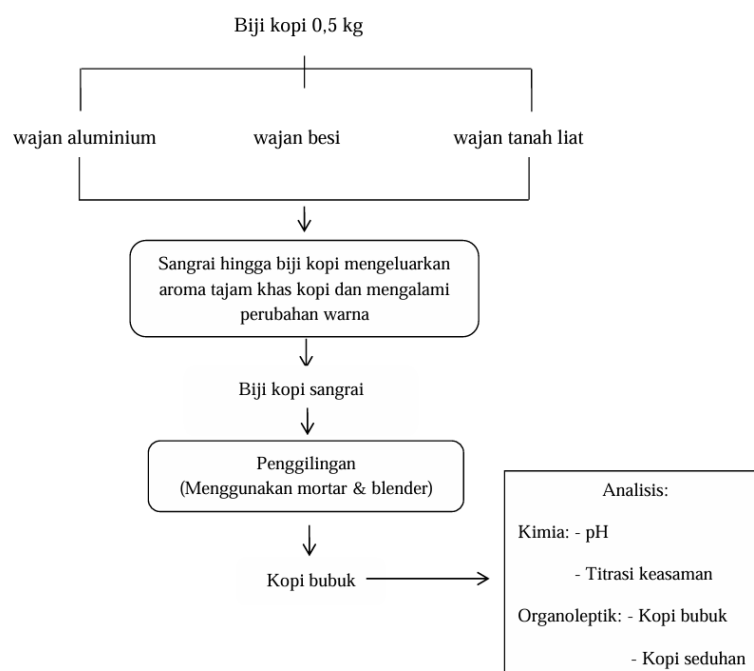 Biji kopi 0,5 kg
wajan aluminium
wajan besi
wajan tanah liat
Sangrai hingga biji kopi mengeluarkan
aroma tajam khas kopi dan mengalami
perubahan warna
Biji kopi sangrai
Penggilingan
(Menggunakan mortar & blender)
Kopi bubuk
Analisis:
Kimia: - pH
- Titrasi keasaman
Organoleptik: - Kopi bubuk
- Kopi seduhan